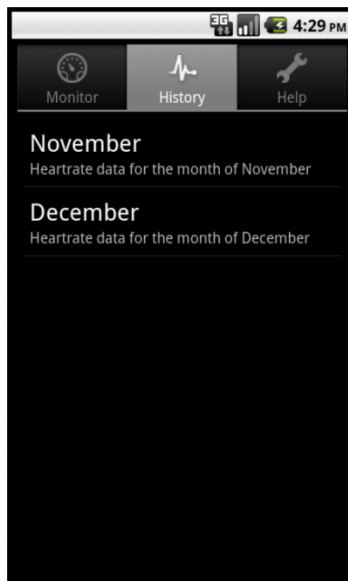 3G 4:29 PM
Monitor History Help
November
Heartrate data for the month of November
December
Heartrate data for the month of December